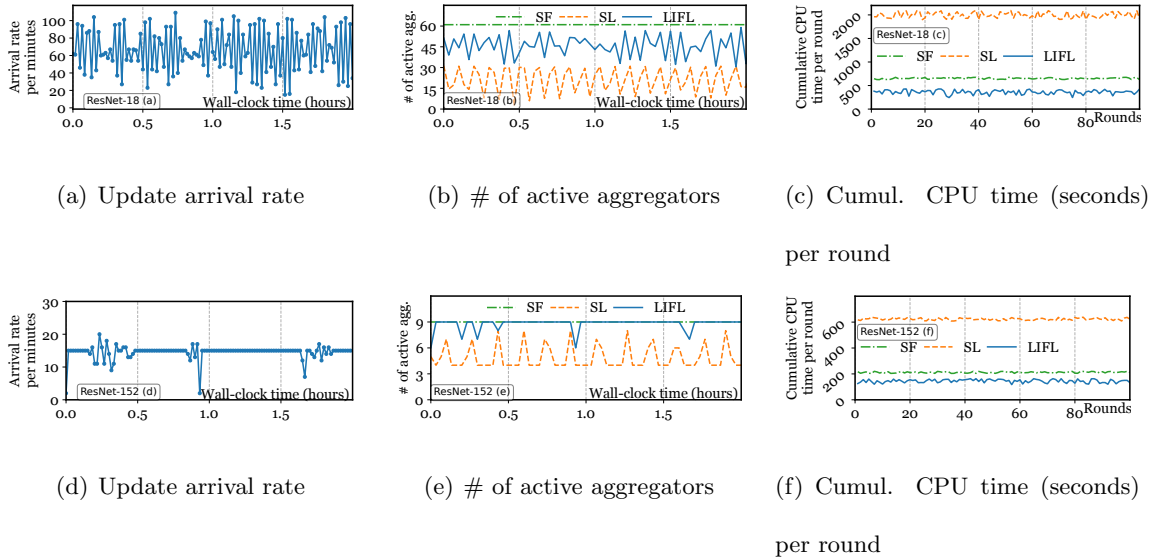 Arrival rate
per minutes
100
80
60
40
20
0
ResNet-18 (a)
Wall-clock time (hours)
0.0 0.5 1.0 1.5
# of active agg.
60
45
30
15
0
SF SL LIFL
ResNet-18 (b)
Wall-clock time (hours)
0.0 0.5 1.0 1.5
Cumulative CPU
time per round
2000
1500
1000
500
0
ResNet-18 (c)
SF SL LIFL
Rounds
0 20 40 60 80
(a) Update arrival rate
(b) # of active aggregators
(c) Cumul. CPU time (seconds)
per round
Arrival rate
per minutes
30
20
10
0
ResNet-152 (d)
Wall-clock time (hours)
0.0 0.5 1.0 1.5
# of active agg.
9
6
3
0
SF SL LIFL
ResNet-152 (e)
Wall-clock time (hours)
0.0 0.5 1.0 1.5
Cumulative CPU
time per round
600
400
200
0
ResNet-152 (f)
SF SL LIFL
Rounds
0 20 40 60 80
(d) Update arrival rate
(e) # of active aggregators
(f) Cumul. CPU time (seconds)
per round